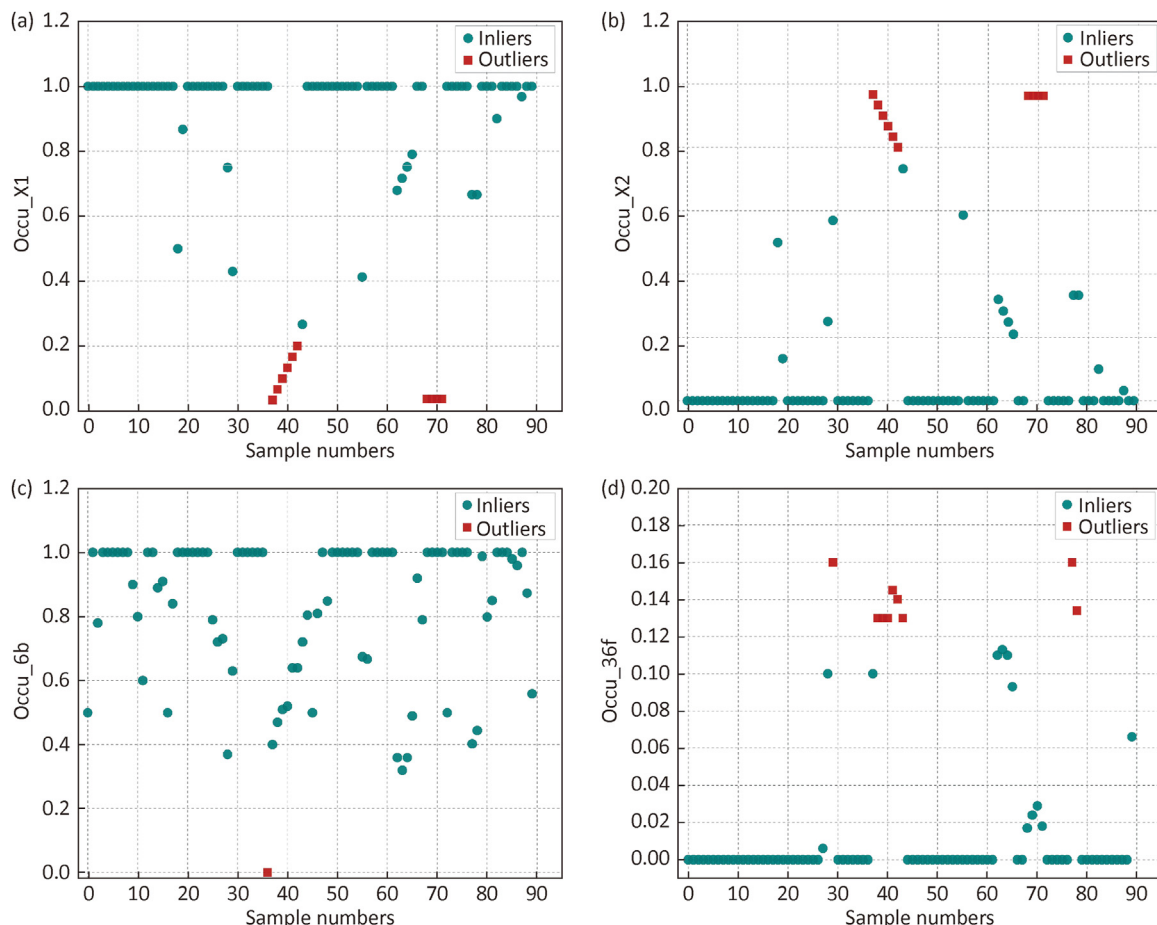 (a)
1.2
1.0
0.8
0.6
0.4
0.2
0.0
Occu_X1
Inliers
Outliers
0 10 20 30 40 50 60 70 80 90
Sample numbers
(b)
1.2
1.0
0.8
0.6
0.4
0.2
0.0
Occu_X2
Inliers
Outliers
0 10 20 30 40 50 60 70 80 90
Sample numbers
(c)
1.2
1.0
0.8
0.6
0.4
0.2
0.0
Occu_6b
Inliers
Outliers
0 10 20 30 40 50 60 70 80 90
Sample numbers
(d)
0.20
0.18
0.16
0.14
0.12
0.10
0.08
0.06
0.04
0.02
0.00
Occu_36f
Inliers
Outliers
0 10 20 30 40 50 60 70 80 90
Sample numbers